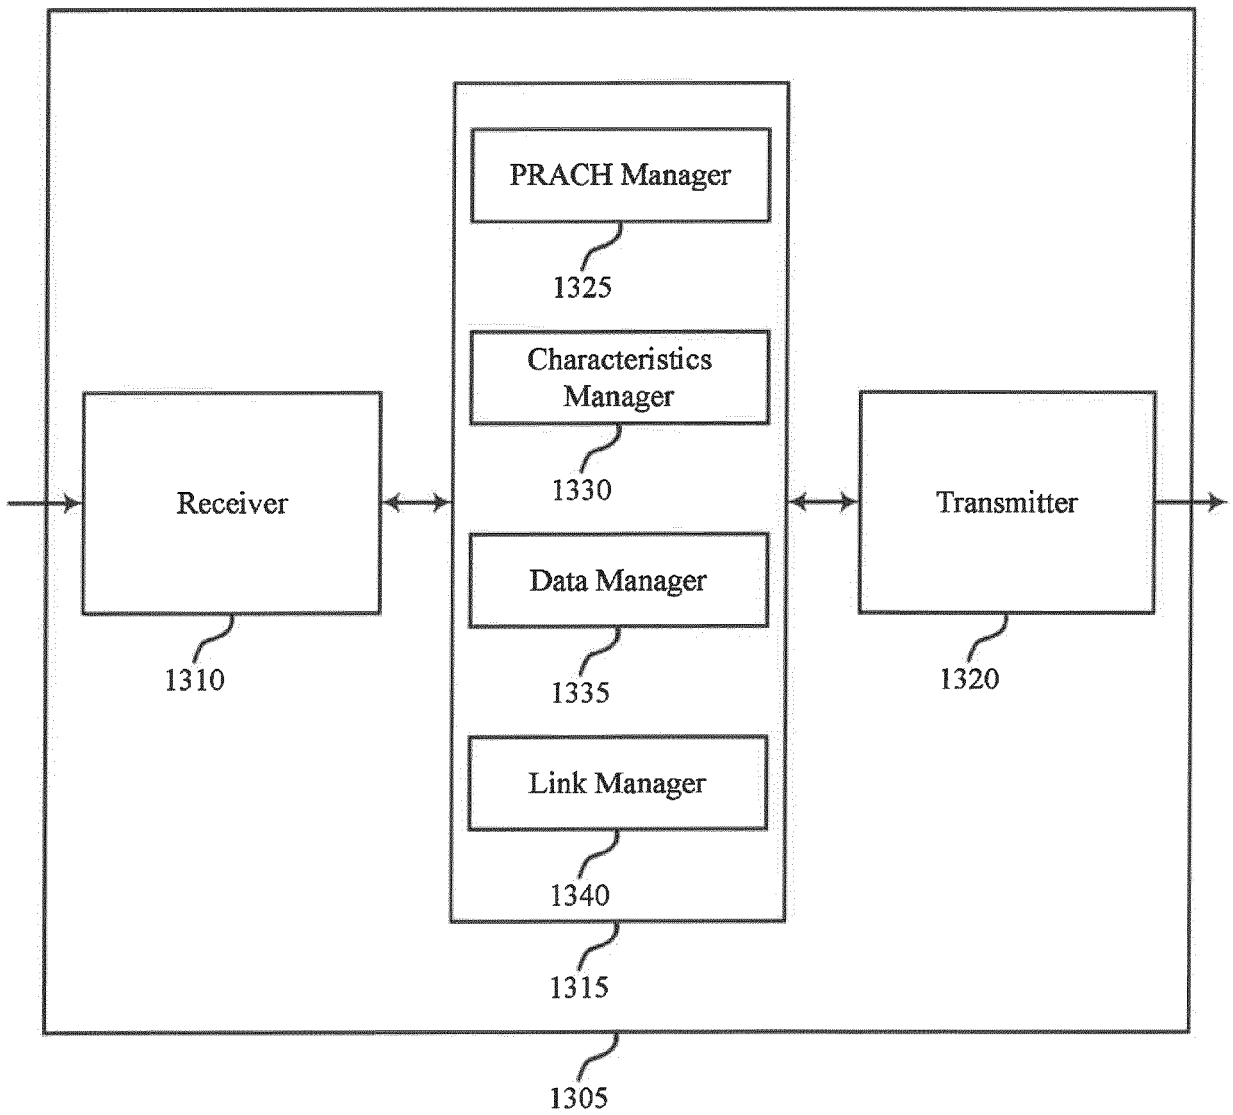 PRACH Manager
1325
Characteristics
Manager
1330
Receiver
1310
Data Manager
1335
Transmitter
1320
Link Manager
1340
1315
1305